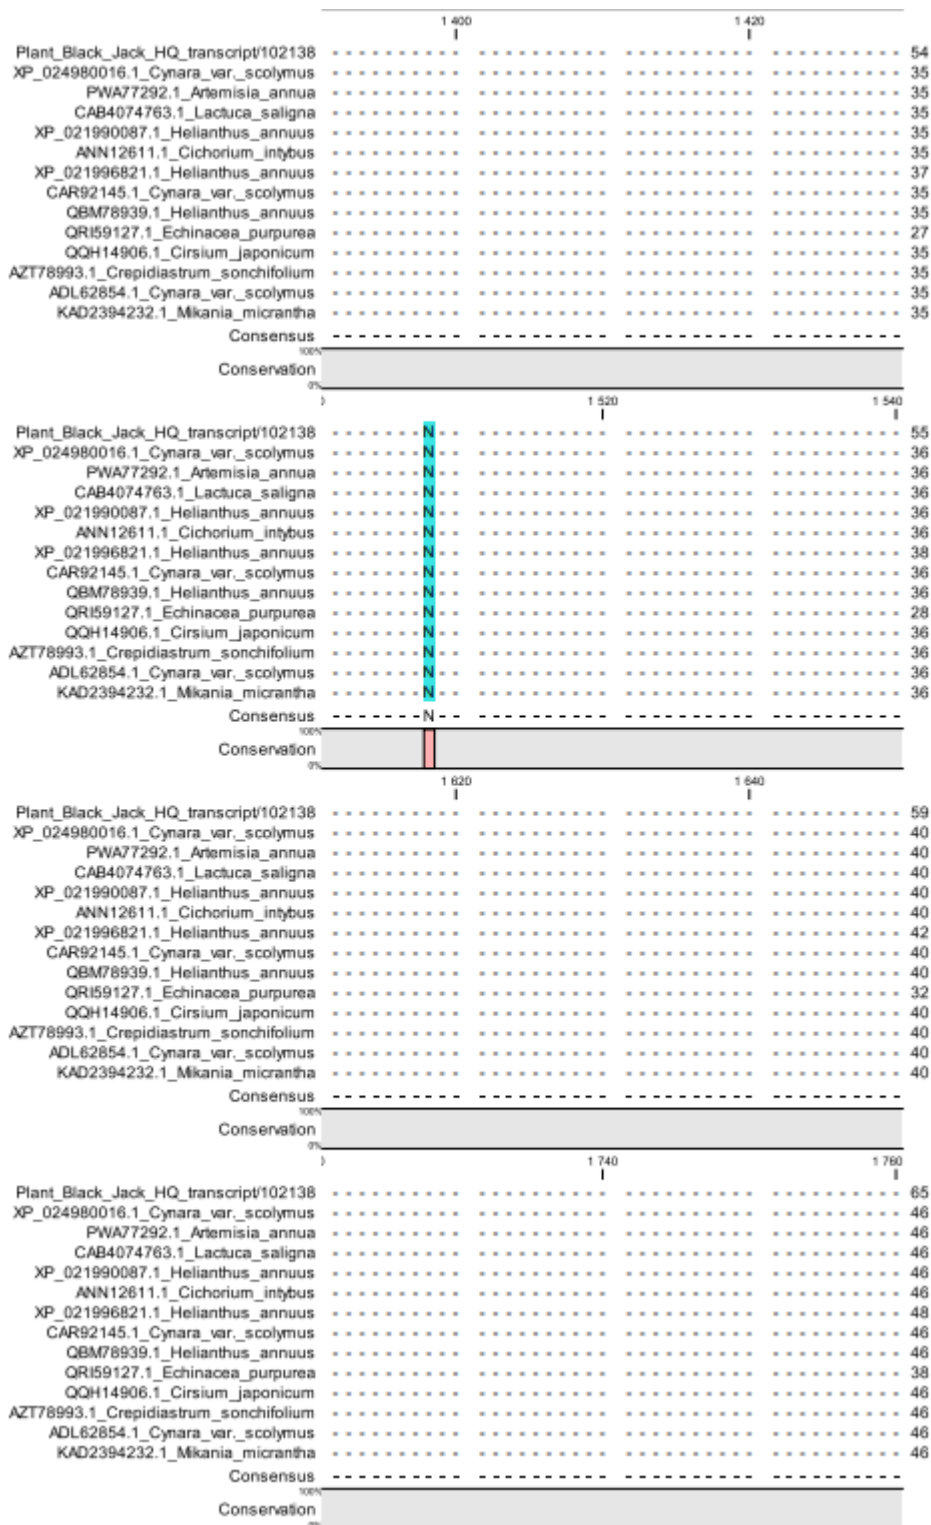 1 400 1 420
Plant_Black_Jack_HQ_transcript/102138 ---------- ---------- ---------- ---------- 54
XP_024980016.1_Cynara_var._scolymus ---------- ---------- ---------- ---------- 35
PWA77292.1_Artemisia_annua ---------- ---------- ---------- ---------- 35
CAB4074763.1_Lactuca_saligna ---------- ---------- ---------- ---------- 35
XP_021990087.1_Helianthus_annuus ---------- ---------- ---------- ---------- 35
ANN12611.1_Cichorium_intybus ---------- ---------- ---------- ---------- 35
XP_021996821.1_Helianthus_annuus ---------- ---------- ---------- ---------- 37
CAR92145.1_Cynara_var._scolymus ---------- ---------- ---------- ---------- 35
QBM78939.1_Helianthus_annuus ---------- ---------- ---------- ---------- 35
QRI59127.1_Echinacea_purpurea ---------- ---------- ---------- ---------- 27
QQH14906.1_Cirsium_japonicum ---------- ---------- ---------- ---------- 35
AZT78993.1_Crepidiastrum_sonchifolium ---------- ---------- ---------- ---------- 35
ADL62854.1_Cynara_var._scolymus ---------- ---------- ---------- ---------- 35
KAD2394232.1_Mikania_micrantha ---------- ---------- ---------- ---------- 35
Consensus ---------- ---------- ---------- ----------
100%
Conservation
0%
1 520 1 540
Plant_Black_Jack_HQ_transcript/102138 -------N-- ---------- ---------- ---------- 55
XP_024980016.1_Cynara_var._scolymus -------N-- ---------- ---------- ---------- 36
PWA77292.1_Artemisia_annua -------N-- ---------- ---------- ---------- 36
CAB4074763.1_Lactuca_saligna -------N-- ---------- ---------- ---------- 36
XP_021990087.1_Helianthus_annuus -------N-- ---------- ---------- ---------- 36
ANN12611.1_Cichorium_intybus -------N-- ---------- ---------- ---------- 36
XP_021996821.1_Helianthus_annuus -------N-- ---------- ---------- ---------- 38
CAR92145.1_Cynara_var._scolymus -------N-- ---------- ---------- ---------- 36
QBM78939.1_Helianthus_annuus -------N-- ---------- ---------- ---------- 36
QRI59127.1_Echinacea_purpurea -------N-- ---------- ---------- ---------- 28
QQH14906.1_Cirsium_japonicum -------N-- ---------- ---------- ---------- 36
AZT78993.1_Crepidiastrum_sonchifolium -------N-- ---------- ---------- ---------- 36
ADL62854.1_Cynara_var._scolymus -------N-- ---------- ---------- ---------- 36
KAD2394232.1_Mikania_micrantha -------N-- ---------- ---------- ---------- 36
Consensus -------N-- ---------- ---------- ----------
100%
Conservation
0%
1 620 1 640
Plant_Black_Jack_HQ_transcript/102138 ---------- ---------- ---------- ---------- 59
XP_024980016.1_Cynara_var._scolymus ---------- ---------- ---------- ---------- 40
PWA77292.1_Artemisia_annua ---------- ---------- ---------- ---------- 40
CAB4074763.1_Lactuca_saligna ---------- ---------- ---------- ---------- 40
XP_021990087.1_Helianthus_annuus ---------- ---------- ---------- ---------- 40
ANN12611.1_Cichorium_intybus ---------- ---------- ---------- ---------- 40
XP_021996821.1_Helianthus_annuus ---------- ---------- ---------- ---------- 42
CAR92145.1_Cynara_var._scolymus ---------- ---------- ---------- ---------- 40
QBM78939.1_Helianthus_annuus ---------- ---------- ---------- ---------- 40
QRI59127.1_Echinacea_purpurea ---------- ---------- ---------- ---------- 32
QQH14906.1_Cirsium_japonicum ---------- ---------- ---------- ---------- 40
AZT78993.1_Crepidiastrum_sonchifolium ---------- ---------- ---------- ---------- 40
ADL62854.1_Cynara_var._scolymus ---------- ---------- ---------- ---------- 40
KAD2394232.1_Mikania_micrantha ---------- ---------- ---------- ---------- 40
Consensus ---------- ---------- ---------- ----------
100%
Conservation
0%
1 740 1 760
Plant_Black_Jack_HQ_transcript/102138 ---------- ---------- ---------- ---------- 65
XP_024980016.1_Cynara_var._scolymus ---------- ---------- ---------- ---------- 46
PWA77292.1_Artemisia_annua ---------- ---------- ---------- ---------- 46
CAB4074763.1_Lactuca_saligna ---------- ---------- ---------- ---------- 46
XP_021990087.1_Helianthus_annuus ---------- ---------- ---------- ---------- 46
ANN12611.1_Cichorium_intybus ---------- ---------- ---------- ---------- 46
XP_021996821.1_Helianthus_annuus ---------- ---------- ---------- ---------- 48
CAR92145.1_Cynara_var._scolymus ---------- ---------- ---------- ---------- 46
QBM78939.1_Helianthus_annuus ---------- ---------- ---------- ---------- 46
QRI59127.1_Echinacea_purpurea ---------- ---------- ---------- ---------- 38
QQH14906.1_Cirsium_japonicum ---------- ---------- ---------- ---------- 46
AZT78993.1_Crepidiastrum_sonchifolium ---------- ---------- ---------- ---------- 46
ADL62854.1_Cynara_var._scolymus ---------- ---------- ---------- ---------- 46
KAD2394232.1_Mikania_micrantha ---------- ---------- ---------- ---------- 46
Consensus ---------- ---------- ---------- ----------
100%
Conservation